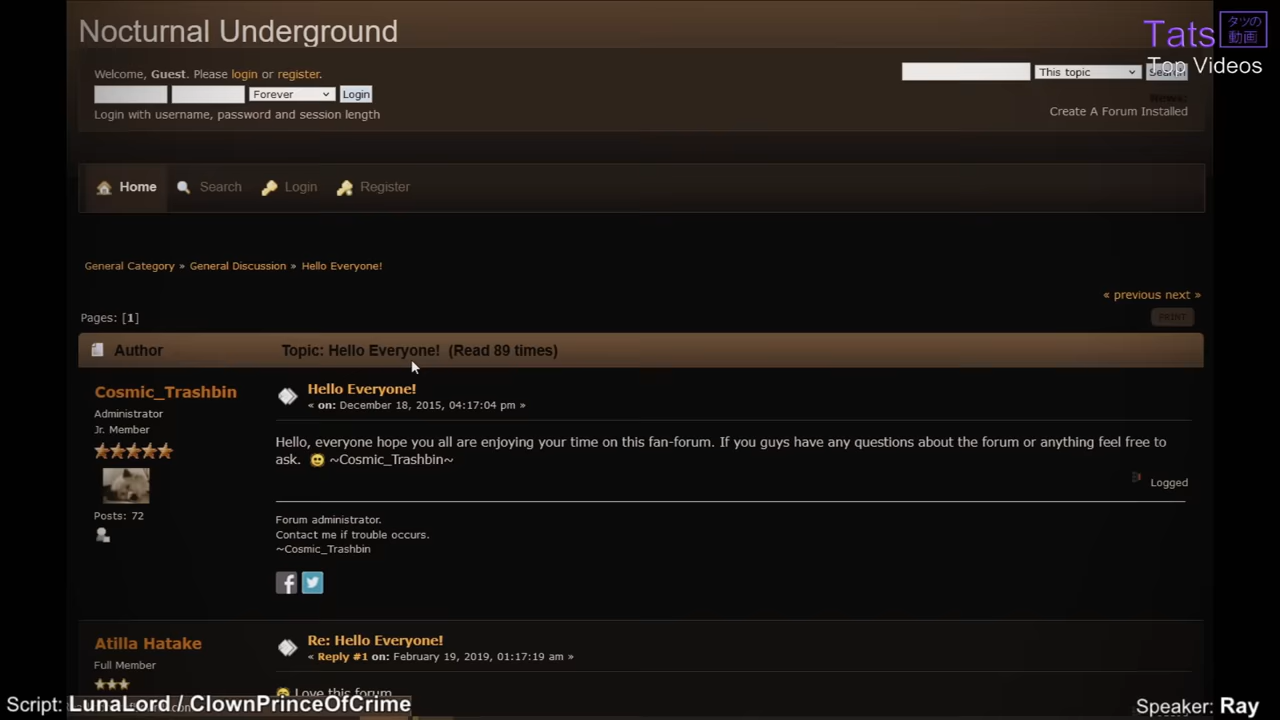 Nocturnal Underground
Tats タツの動画
Top Videos
Welcome, Guest. Please login or register.
Forever Login
Login with username, password and session length
This topic Search
News:
Create A Forum Installed
Home Search Login Register
General Category » General Discussion » Hello Everyone!
« previous next »
Pages: [1]
PRINT
Author Topic: Hello Everyone! (Read 89 times)
Cosmic_Trashbin
Administrator
Jr. Member
Posts: 72
Hello Everyone!
« on: December 18, 2015, 04:17:04 pm »
Hello, everyone hope you all are enjoying your time on this fan-forum. If you guys have any questions about the forum or anything feel free to
ask. ~Cosmic_Trashbin~
Logged
Forum administrator.
Contact me if trouble occurs.
~Cosmic_Trashbin
Atilla Hatake
Full Member
Re: Hello Everyone!
« Reply #1 on: February 19, 2019, 01:17:19 am »
Love this forum
Script: LunaLord / ClownPrinceOfCrime
Speaker: Ray